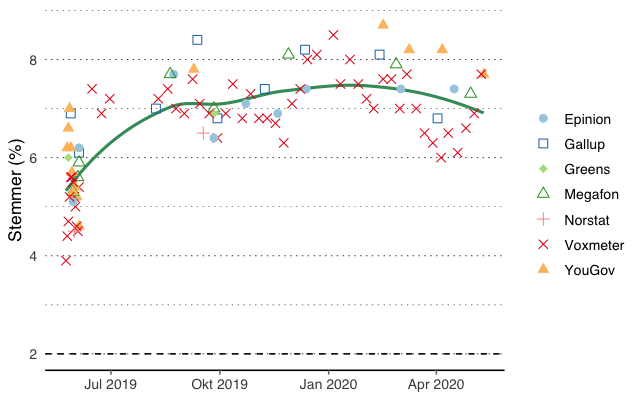 Stemmer (%)
8
6
4
2
Jul 2019
Okt 2019
Jan 2020
Apr 2020
Epinion
Gallup
Greens
Megafon
Norstat
Voxmeter
YouGov